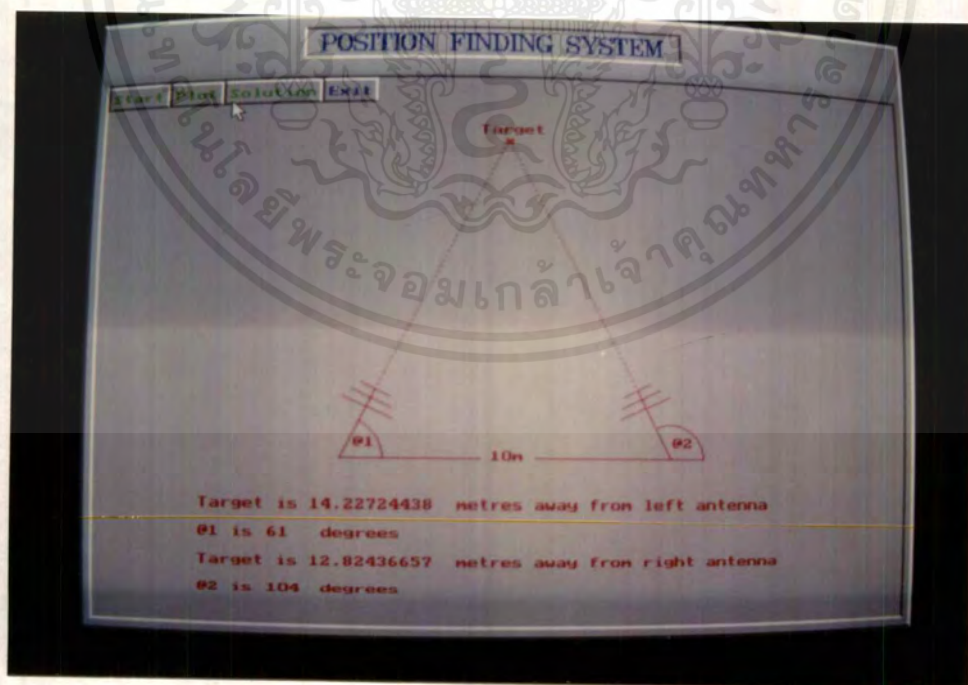 POSITION FINDING SYSTEM
Start Plot Solution Exit
Target
@1
10m
@2
Target is 14.22724438 metres away from left antenna
@1 is 61 degrees
Target is 12.82436657 metres away from right antenna
@2 is 104 degrees